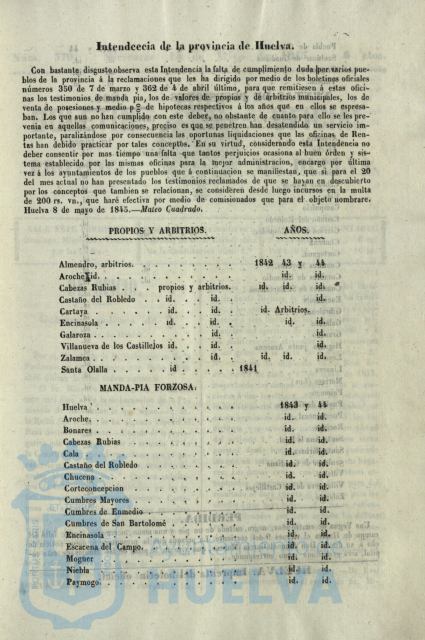 Intendeecia de la provincia de Huelva.
Con bastante disgusto observa esta Intendencia la falta de cumplimiento dada por varios pue-
blos de la provincia á la reclamaciones que les ha dirigido por medio de los boletines oficiales
números 350 de 7 de marzo y 362 de 4 de abril último, para que remitiesen á estas ofici-
nas los testimonios de manda pia, los de valores de propios y de arbitrios municipales, los de
venta de posesiones y medio p.% de hipotecas respectivos á los años que en ellos se espresa-
ban. Los que aun no han cumplido con este deber, no obstante de cuanto para ello se les pre-
venia en aquellas comunicaciones, preciso es que se penetren han desatendido un servicio im-
portante, paralizándose por consecuencia las oportunas liquidaciones que las oficinas de Ren-
tas han debido practicar por tales conceptos. En su virtud, considerando esta Intendencia no
deber consentir por mas tiempo una falta que tantos perjuicios ocasiona al buen órden y sis-
tema establecido por las mismas oficinas para la mejor administracion, encargo por última
vez á los ayuntamientos de los pueblos que á continuacion se manifiestan, que si para el 20
del mes actual no han presentado los testimonios reclamados de que se hayan en descubierto
por los conceptos que tambien se relacionan, se consideren desde luego incursos en la multa
de 200 rs. vn., que haré efectiva por medio de comisionados que para el objeto nombrare.
Huelva 8 de mayo de 1845.—Mateo Cuadrado.
PROPIOS Y ARBITRIOS. AÑOS.
Almendro, arbitrios. 1842 43 y 44
Aroche id. id. id.
Cabezas Rubias . . propios y arbitrios. id. id. id.
Castaño del Robledo . id. . . id. . id.
Cartaya . id. . . id. . id. Arbitrios.
Encinasola . id. . . id. . id. id.
Galaroza . id.
Villanueva de los Castillejos id. . . id. . id.
Zalamea . id. . id. id. id.
Santa Olalla . id . 1841
MANDA-PIA FORZOSA.
Huelva . 1843 y 44
Aroche. id. id.
Bonares . id. id.
Cabezas Rubias id. id.
Cala . id. id.
Castaño del Robledo id. id.
Chucena . id. id.
Corteconcepcion id. id.
Cumbres Mayores id. id.
Cumbres de Enmedio id. id.
Cumbres de San Bartolomé . id. id.
Encinasola . id. id.
Escacena del Campo. id. id.
Moguer id. id.
Niebla id. id.
Paymogo. id. id.
HUELVA